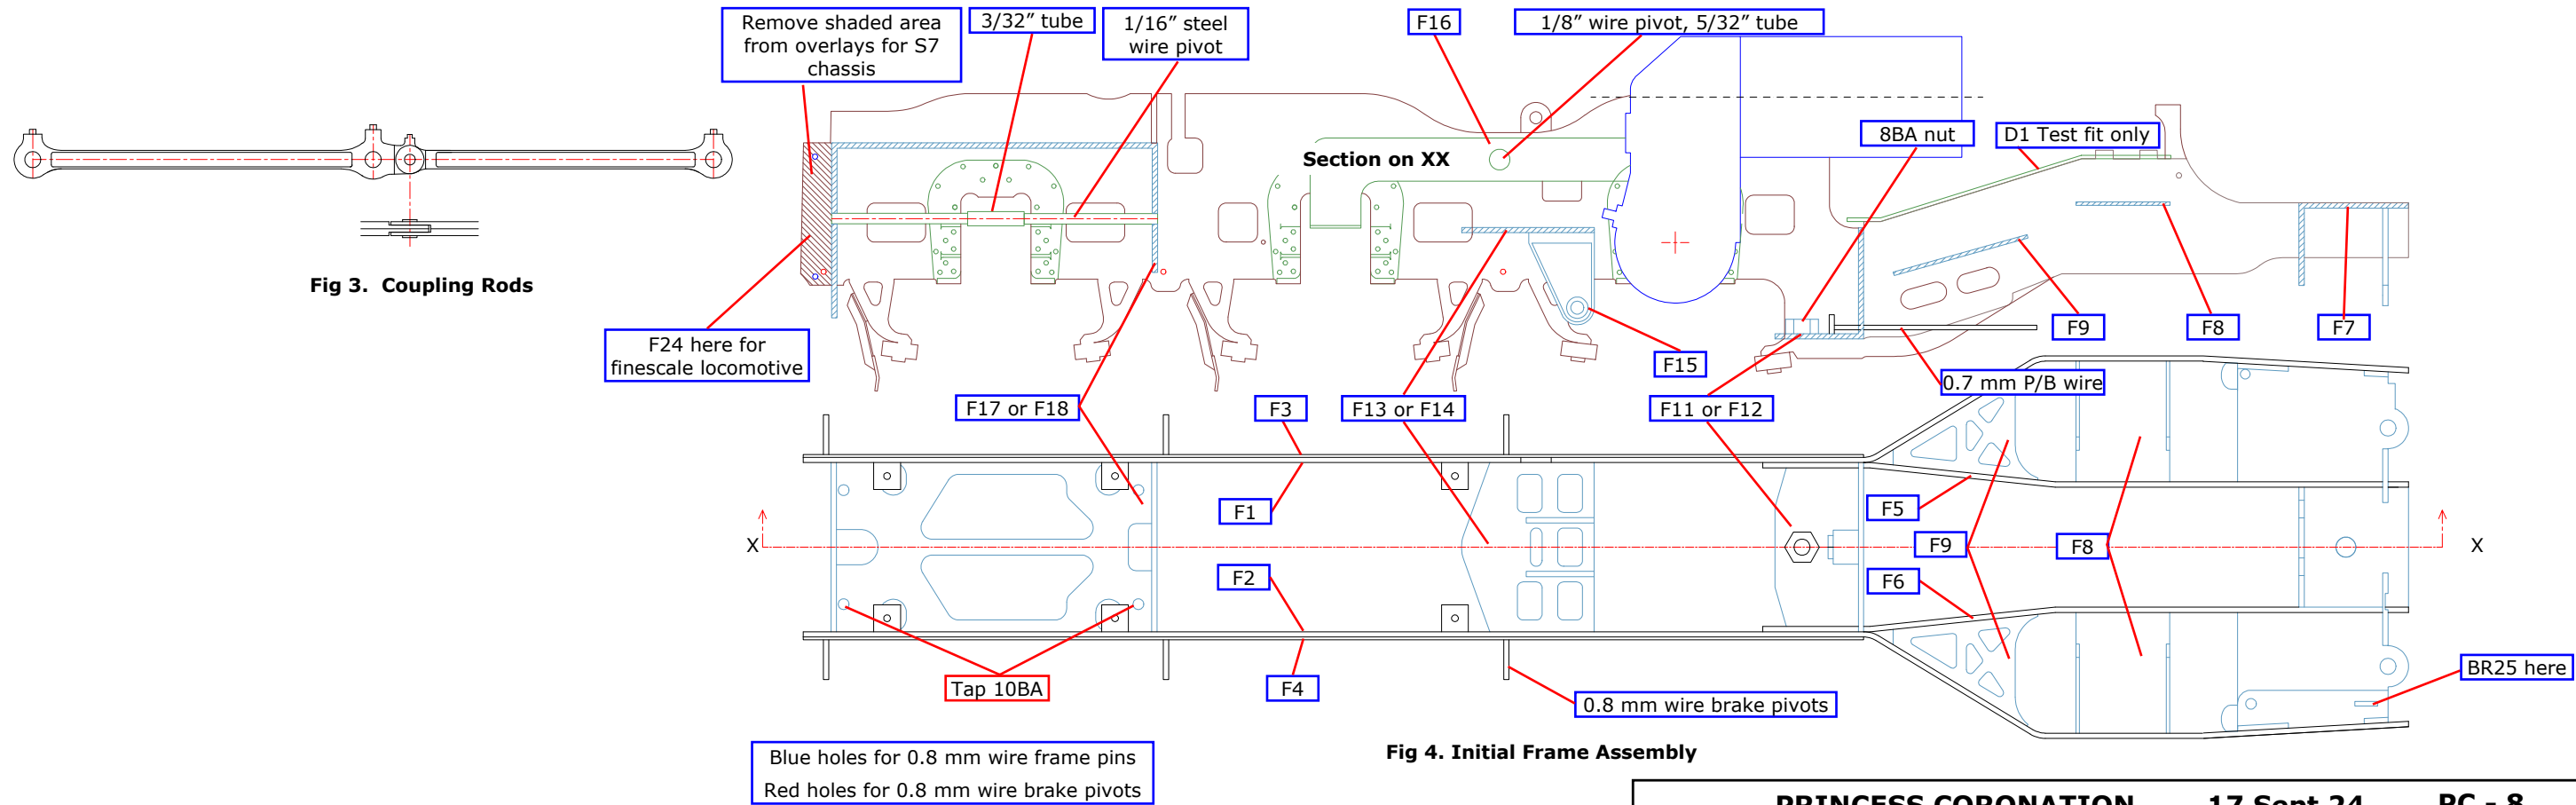 Remove shaded area
from overlays for S7
chassis
3/32” tube
1/16” steel
wire pivot
F16
1/8” wire pivot, 5/32” tube
8BA nut
D1 Test fit only
Section on XX
Fig 3.  Coupling Rods
F24 here for
finescale locomotive
F15
F9
F8
F7
0.7 mm P/B wire
F17 or F18
F3
F13 or F14
F11 or F12
F1
F5
X
F9
F8
X
F2
F6
Tap 10BA
F4
0.8 mm wire brake pivots
BR25 here
Blue holes for 0.8 mm wire frame pins
Red holes for 0.8 mm wire brake pivots
Fig 4. Initial Frame Assembly
PRINCESS CORONATION 17 Sept 24 PC - 8